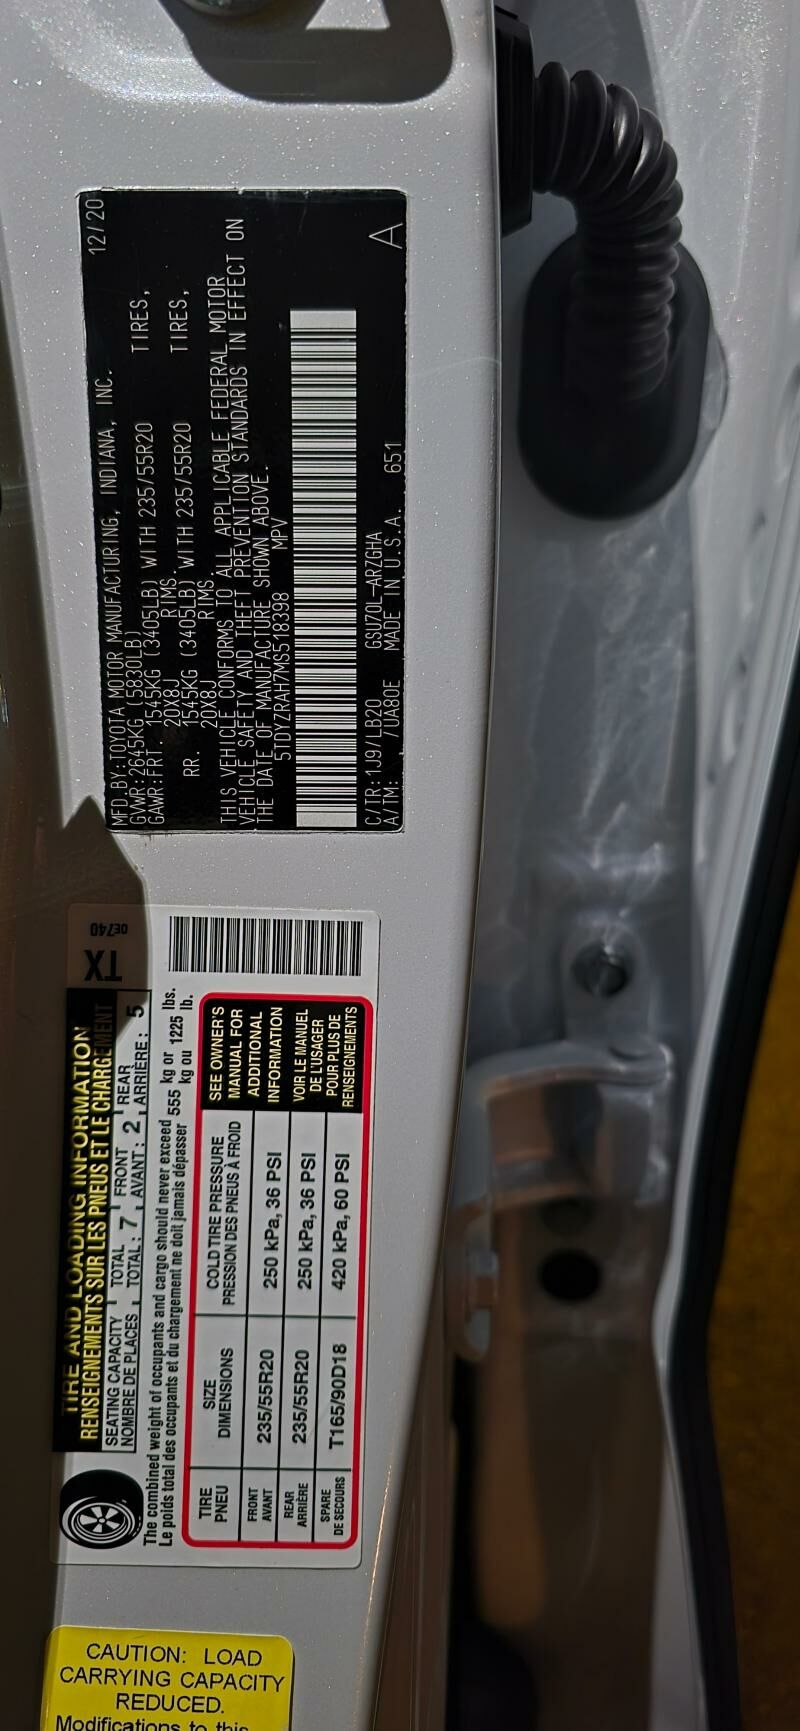 12/20
MFD BY:TOYOTA MOTOR MANUFACTURING, INDIANA, INC.
GVWR:2645KG (5830LB)
GAWR:FRT. 1545KG (3405LB) WITH 235/55R20 TIRES,
20X8J RIMS.
RR. 1545KG (3405LB) WITH 235/55R20 TIRES,
20X8J RIMS.
THIS VEHICLE CONFORMS TO ALL APPLICABLE FEDERAL MOTOR
VEHICLE SAFETY AND THEFT PREVENTION STANDARDS IN EFFECT ON
THE DATE OF MANUFACTURE SHOWN ABOVE.
5TDYZRAH7MS518398 MPV
C/TR:1J9/LB20 GSU70L-ARZGHA
A/TM: /UA80E MADE IN U.S.A. 651
A
TIRE AND LOADING INFORMATION
RENSEIGNEMENTS SUR LES PNEUS ET LE CHARGEMENT
TX
0E740
SEATING CAPACITY TOTAL FRONT REAR
NOMBRE DE PLACES TOTAL: 7 AVANT: 2 ARRIÈRE: 5
The combined weight of occupants and cargo should never exceed 555 kg or 1225 lbs.
Le poids total des occupants et du chargement ne doit jamais dépasser kg ou lb.
TIRE SIZE COLD TIRE PRESSURE
PNEU DIMENSIONS PRESSION DES PNEUS À FROID
FRONT
AVANT 235/55R20 250 kPa, 36 PSI
REAR
ARRIÈRE 235/55R20 250 kPa, 36 PSI
SPARE
DE SECOURS T165/90D18 420 kPa, 60 PSI
SEE OWNER'S
MANUAL FOR
ADDITIONAL
INFORMATION
VOIR LE MANUEL
DE L'USAGER
POUR PLUS DE
RENSEIGNEMENTS
CAUTION: LOAD
CARRYING CAPACITY
REDUCED.
Modifications to this